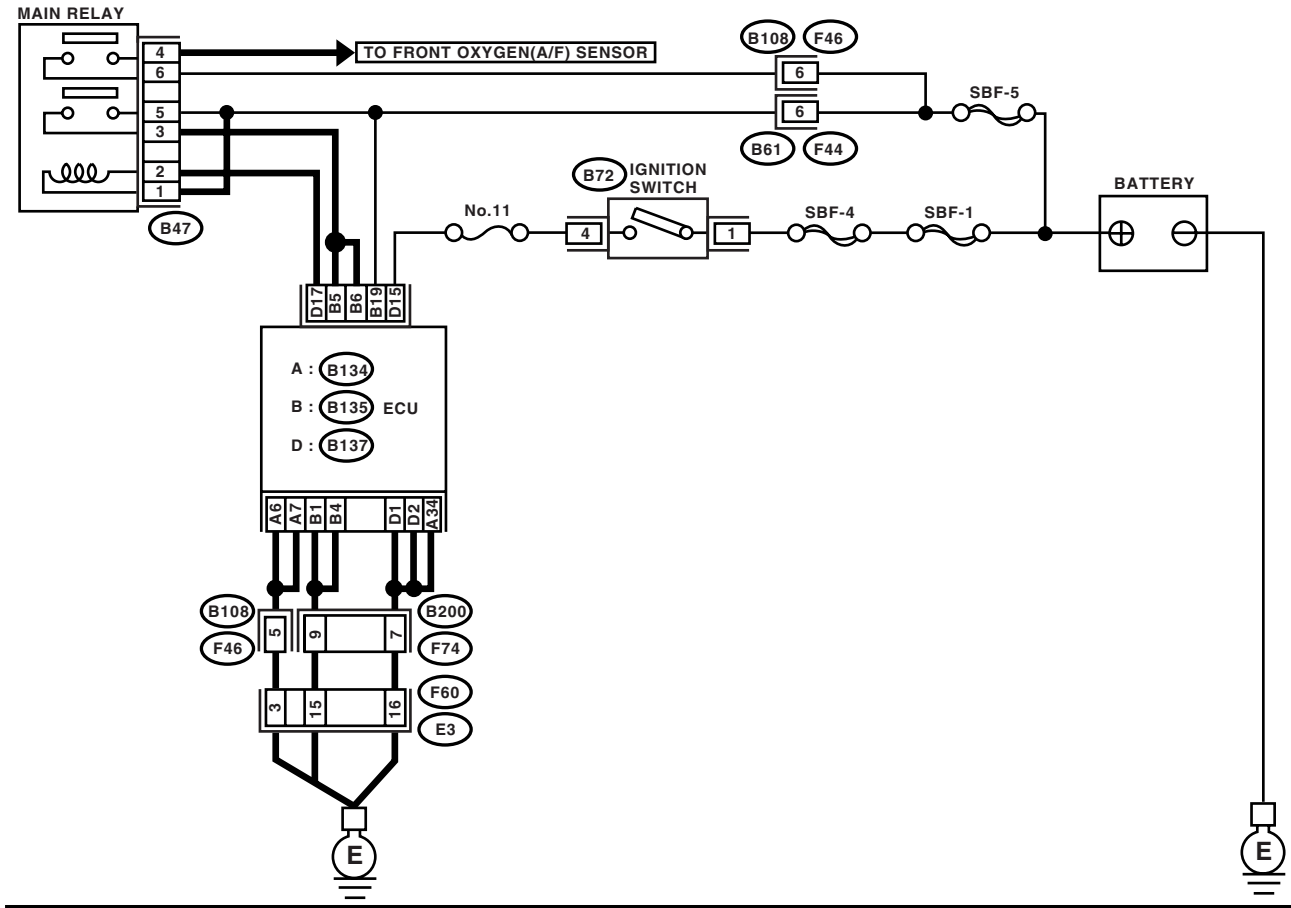 MAIN RELAY
4
TO FRONT OXYGEN(A/F) SENSOR
6
5
3
2
1
B47
B108 F46
6
6
B61 F44
SBF-5
B72
IGNITION
SWITCH
No.11
4
1
SBF-4
SBF-1
BATTERY
D17 B5 B6 B19 D15
A : B134
B : B135 ECU
D : B137
A6 A7 B1 B4 D1 D2 A34
B108
F46
5
9 7
B200
F74
3 15 16
F60
E3
E
E